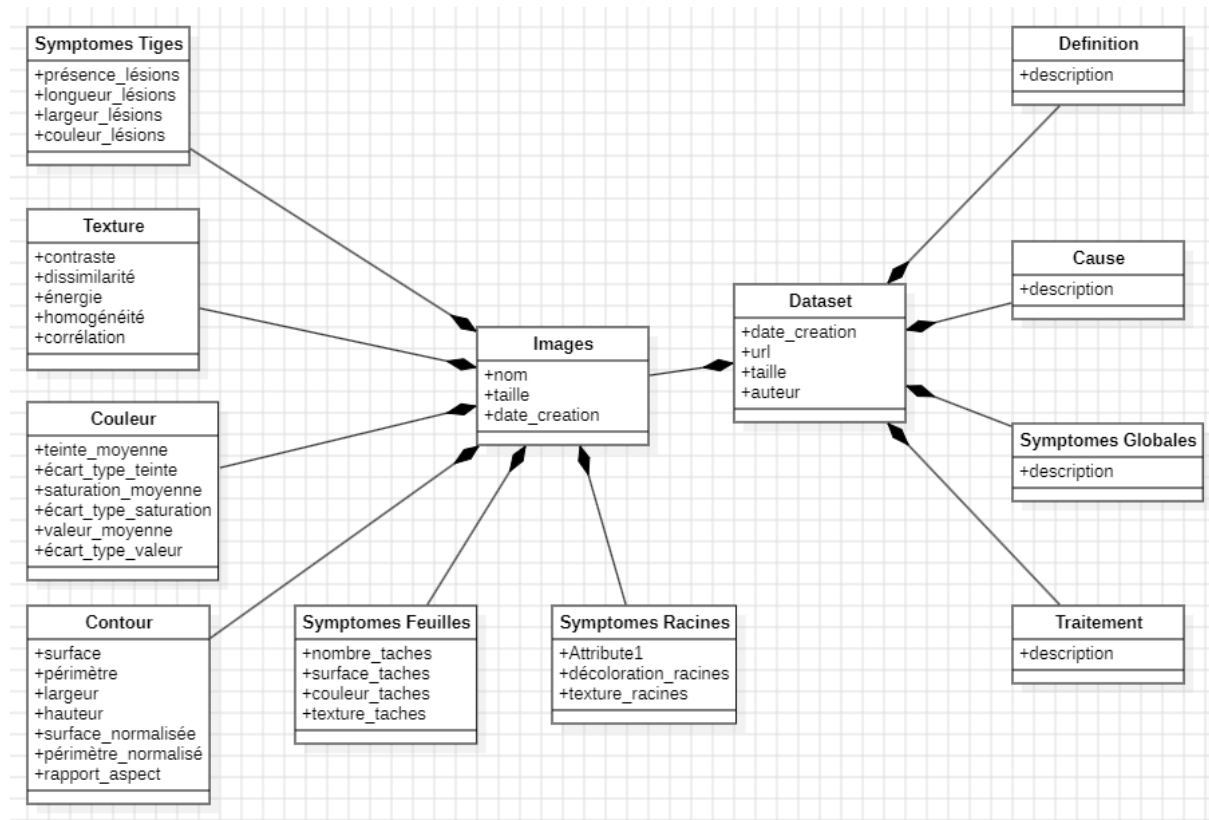 Symptomes Tiges
+présence_lésions
+longueur_lésions
+largeur_lésions
+couleur_lésions
Texture
+contraste
+dissimilarité
+énergie
+homogénéité
+corrélation
Couleur
+teinte_moyenne
+écart_type_teinte
+saturation_moyenne
+écart_type_saturation
+valeur_moyenne
+écart_type_valeur
Contour
+surface
+périmètre
+largeur
+hauteur
+surface_normalisée
+périmètre_normalisé
+rapport_aspect
Symptomes Feuilles
+nombre_taches
+surface_taches
+couleur_taches
+texture_taches
Symptomes Racines
+Attribute1
+décoloration_racines
+texture_racines
Images
+nom
+taille
+date_creation
Dataset
+date_creation
+url
+taille
+auteur
Definition
+description
Cause
+description
Symptomes Globales
+description
Traitement
+description